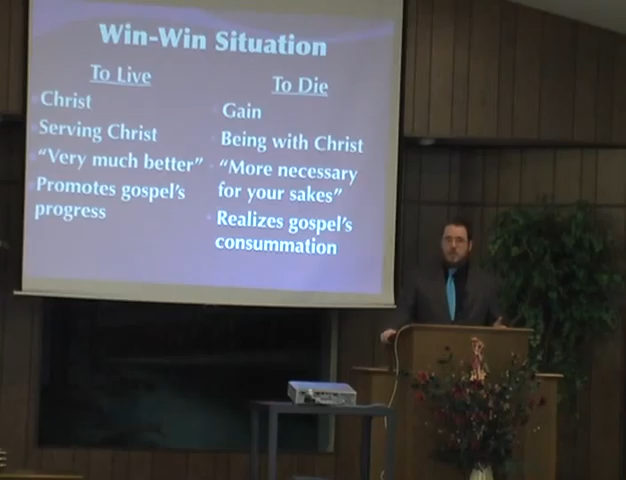 Win-Win Situation
To Live
Christ
Serving Christ
“Very much better”
Promotes gospel’s
progress
To Die
Gain
Being with Christ
“More necessary
for your sakes”
Realizes gospel’s
consummation